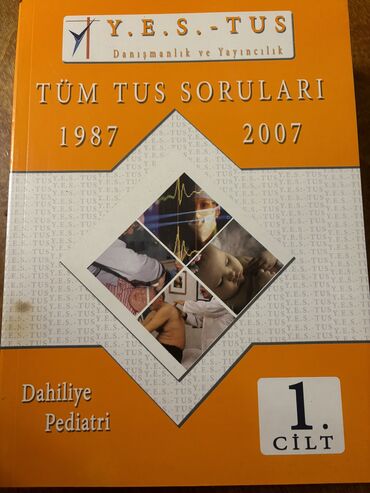 Y.E.S.-TUS
Danışmanlık ve Yayıncılık
TÜM TUS SORULARI
1987 2007
Dahiliye
Pediatri
1.
CİLT